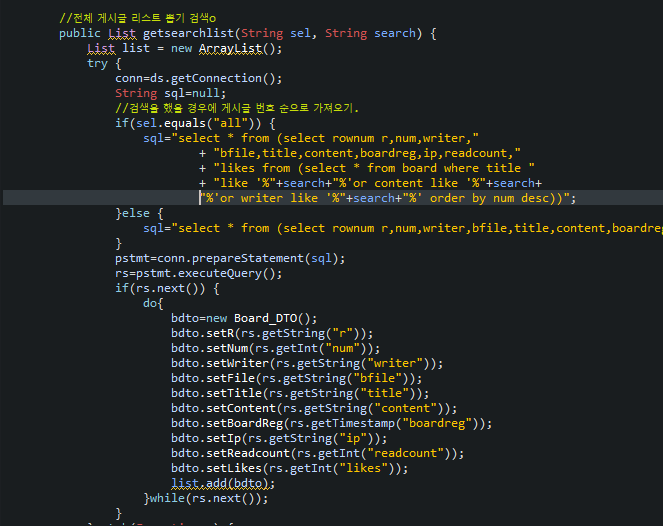 //전체 게시글 리스트 뽑기 검색o
public List getsearchlist(String sel, String search) {
List list = new ArrayList();
try {
conn=ds.getConnection();
String sql=null;
//검색을 했을 경우에 게시글 번호 순으로 가져오기.
if(sel.equals("all")) {
sql="select * from (select rownum r,num,writer,"
+ "bfile,title,content,boardreg,ip,readcount,"
+ "likes from (select * from board where title "
+ "like '%"+search+"%'or content like '%"+search+
"%'or writer like '%"+search+"%' order by num desc))";
}else {
sql="select * from (select rownum r,num,writer,bfile,title,content,boardreg
}
pstmt=conn.prepareStatement(sql);
rs=pstmt.executeQuery();
if(rs.next()) {
do{
bdto=new Board_DTO();
bdto.setR(rs.getString("r"));
bdto.setNum(rs.getInt("num"));
bdto.setWriter(rs.getString("writer"));
bdto.setFile(rs.getString("bfile"));
bdto.setTitle(rs.getString("title"));
bdto.setContent(rs.getString("content"));
bdto.setBoardReg(rs.getTimestamp("boardreg"));
bdto.setIp(rs.getString("ip"));
bdto.setReadcount(rs.getInt("readcount"));
bdto.setLikes(rs.getInt("likes"));
list.add(bdto);
}while(rs.next());
}